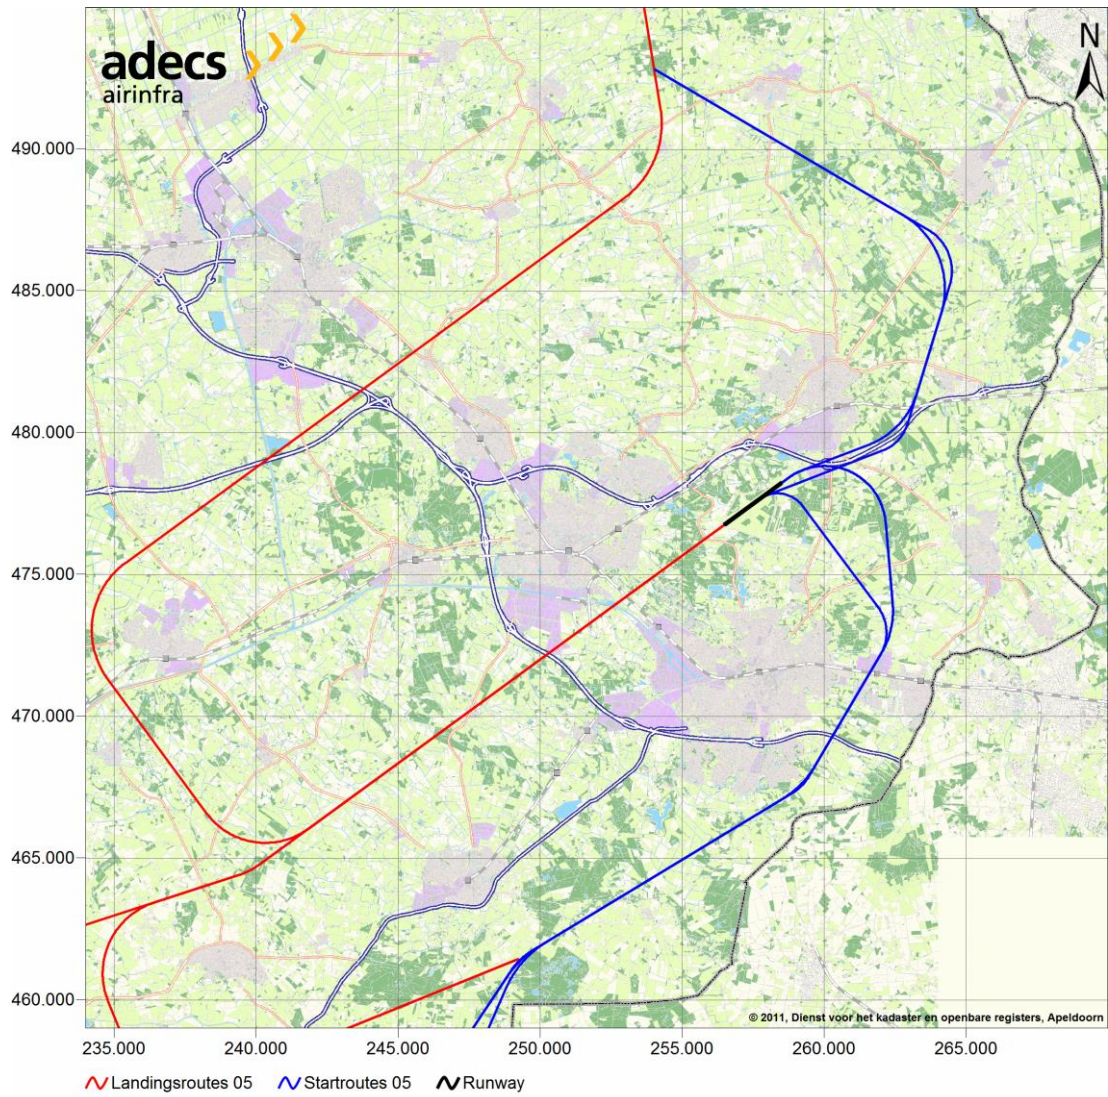 adecs
airinfra
N
490.000
485.000
480.000
475.000
470.000
465.000
460.000
© 2011, Dienst voor het kadaster en openbare registers, Apeldoorn
235.000 240.000 245.000 250.000 255.000 260.000 265.000
Landingsroutes 05 Startroutes 05 Runway